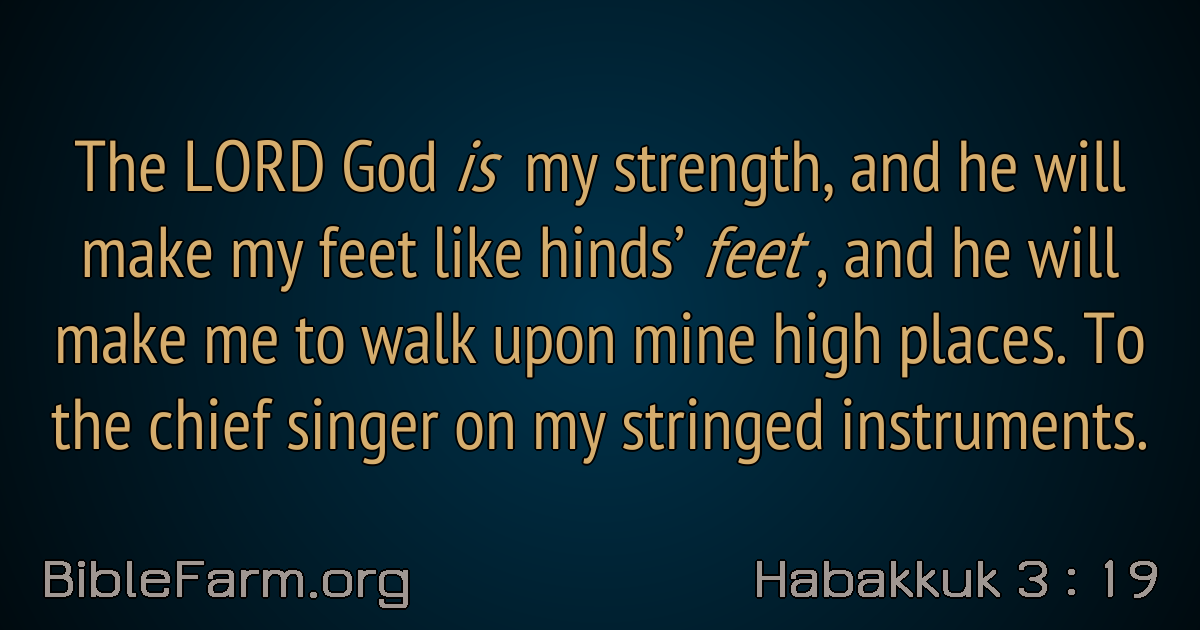 The LORD God is my strength, and he will
make my feet like hinds’ feet , and he will
make me to walk upon mine high places. To
the chief singer on my stringed instruments.
BibleFarm.org
Habakkuk 3 : 19